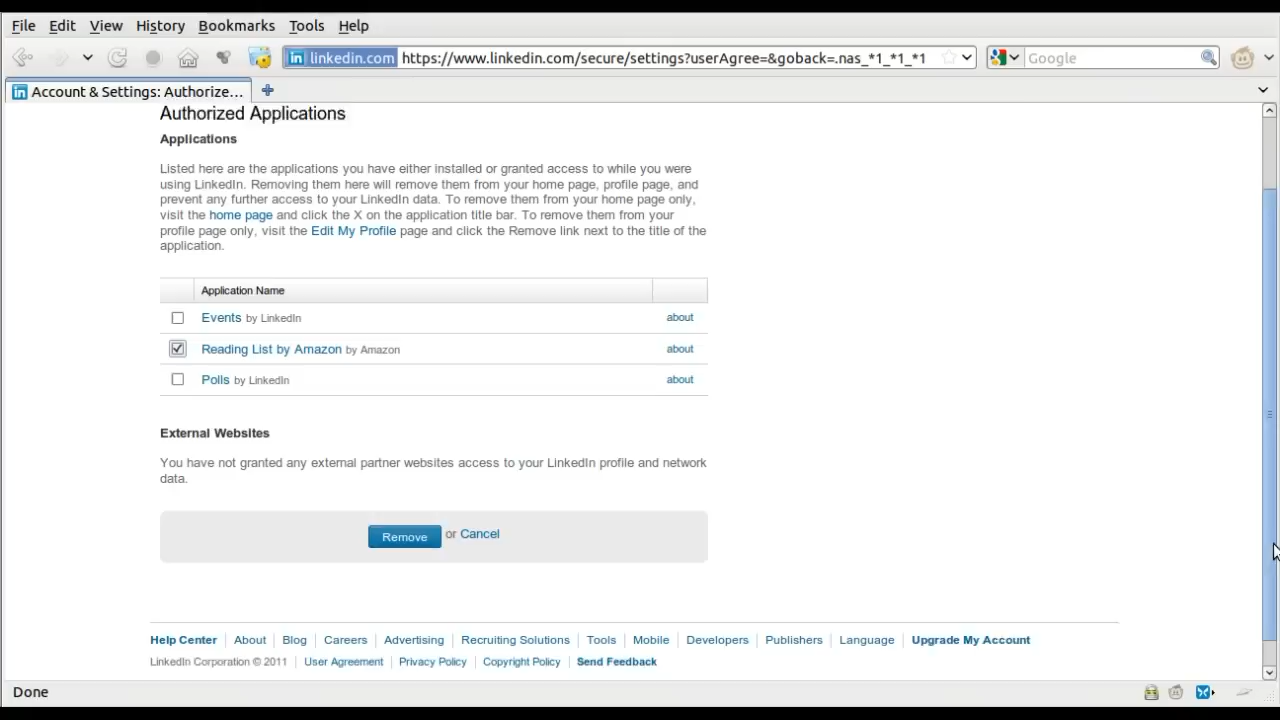 File Edit View History Bookmarks Tools Help
linkedin.com https://www.linkedin.com/secure/settings?userAgree=&goback=.nas_*1_*1_*1 Google
Account & Settings: Authorize...
Authorized Applications
Applications
Listed here are the applications you have either installed or granted access to while you were
using LinkedIn. Removing them here will remove them from your home page, profile page, and
prevent any further access to your LinkedIn data. To remove them from your home page only,
visit the home page and click the X on the application title bar. To remove them from your
profile page only, visit the Edit My Profile page and click the Remove link next to the title of the
application.
Application Name
Events by LinkedIn about
Reading List by Amazon by Amazon about
Polls by LinkedIn about
External Websites
You have not granted any external partner websites access to your LinkedIn profile and network
data.
Remove or Cancel
Help Center About Blog Careers Advertising Recruiting Solutions Tools Mobile Developers Publishers Language Upgrade My Account
LinkedIn Corporation © 2011 User Agreement Privacy Policy Copyright Policy Send Feedback
Done